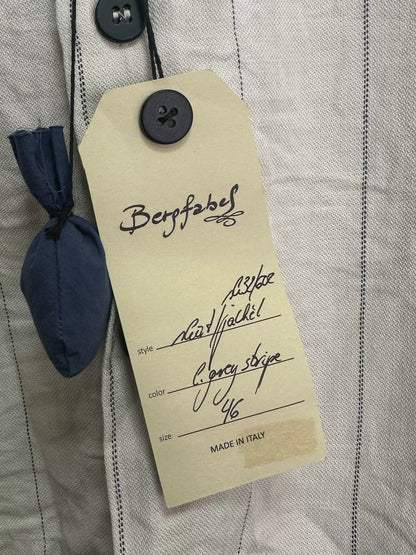 Bergfabel
style jacket
color l. grey stripe
size 46
MADE IN ITALY